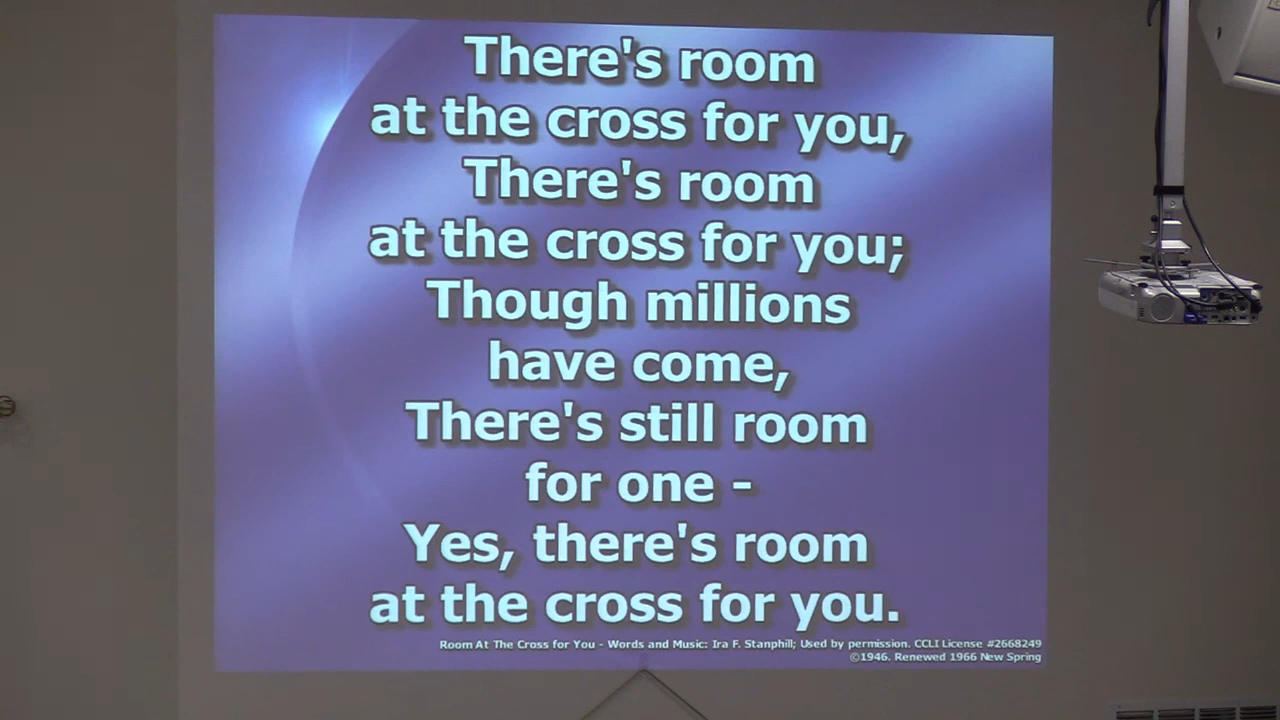 There's room
at the cross for you,
There's room
at the cross for you;
Though millions
have come,
There's still room
for one -
Yes, there's room
at the cross for you.
Room At The Cross for You - Words and Music: Ira F. Stanphill; Used by permission. CCLI License #2668249
©1946. Renewed 1966 New Spring